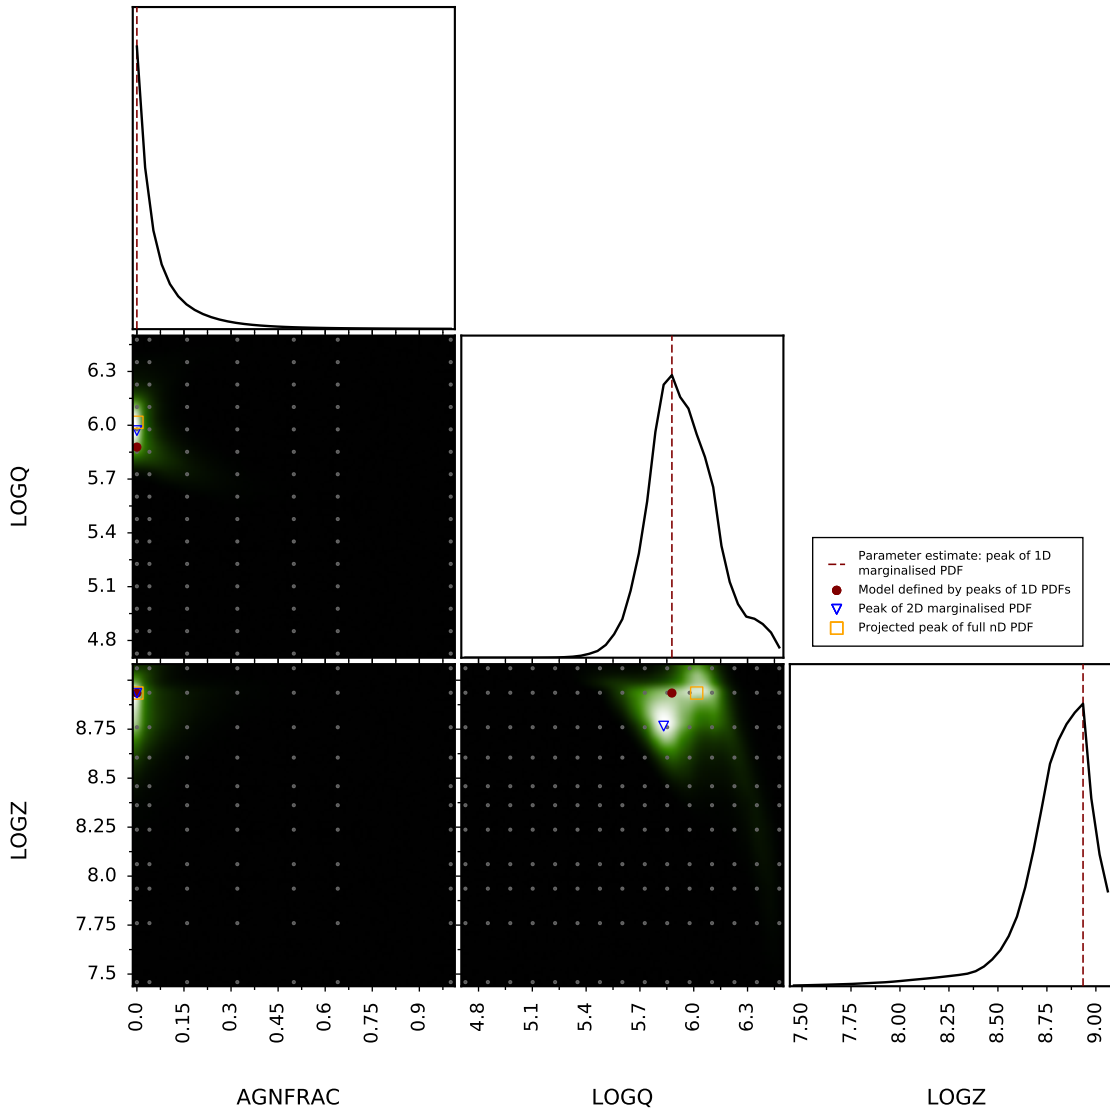 6.3
6.0
5.7
5.4
5.1
4.8
LOGQ
Parameter estimate: peak of 1D
marginalised PDF
Model defined by peaks of 1D PDFs
Peak of 2D marginalised PDF
Projected peak of full nD PDF
8.75
8.5
8.25
8.0
7.75
7.5
LOGZ
0.0 0.15 0.3 0.45 0.6 0.75 0.9
4.8 5.1 5.4 5.7 6.0 6.3
7.50 7.75 8.00 8.25 8.50 8.75 9.00
AGNFRAC LOGQ LOGZ